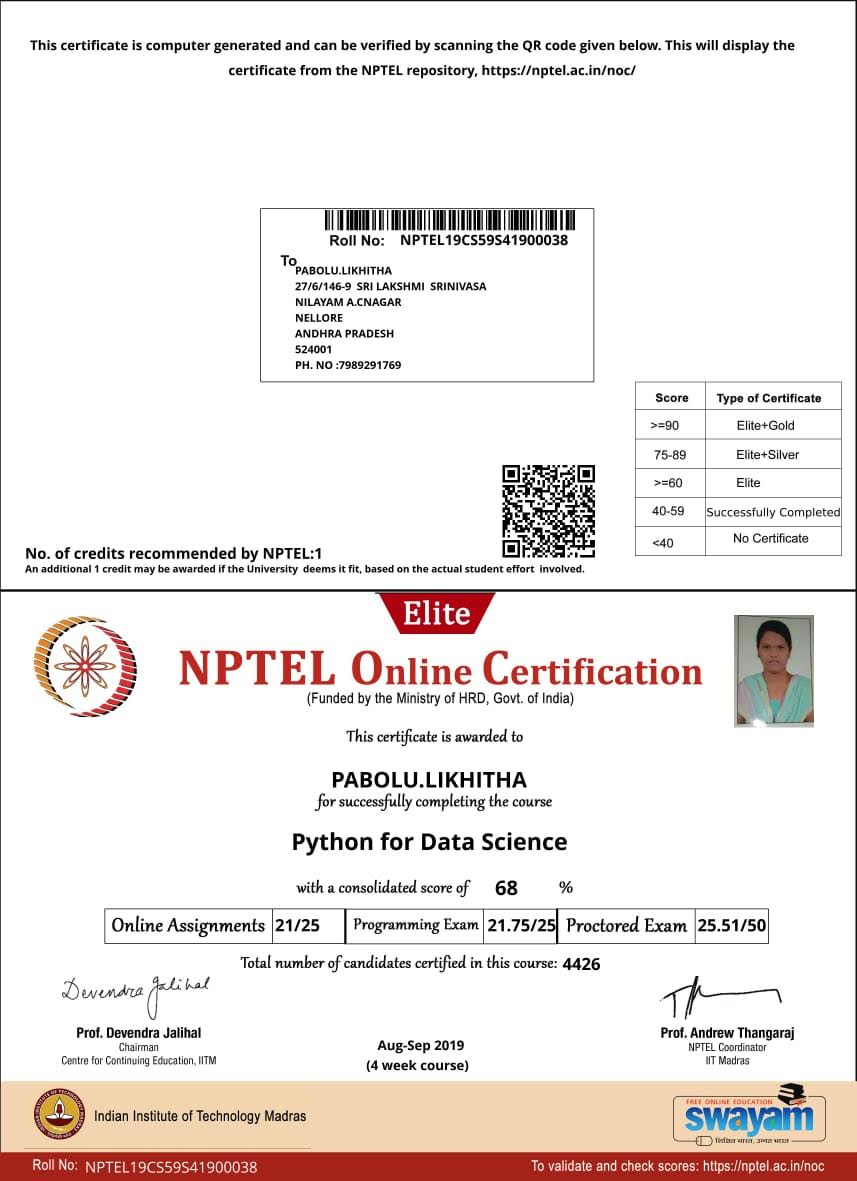 This certificate is computer generated and can be verified by scanning the QR code given below. This will display the
certificate from the NPTEL repository, https://nptel.ac.in/noc/
Roll No: NPTEL19CS59S41900038
To
PABOLU.LIKHITHA
27/6/146-9 SRI LAKSHMI SRINIVASA
NILAYAM A.CNAGAR
NELLORE
ANDHRA PRADESH
524001
PH. NO :7989291769
Score Type of Certificate
>=90 Elite+Gold
75-89 Elite+Silver
>=60 Elite
40-59 Successfully Completed
<40 No Certificate
No. of credits recommended by NPTEL:1
An additional 1 credit may be awarded if the University deems it fit, based on the actual student effort involved.
Elite
NPTEL Online Certification
(Funded by the Ministry of HRD, Govt. of India)
This certificate is awarded to
PABOLU.LIKHITHA
for successfully completing the course
Python for Data Science
with a consolidated score of 68 %
Online Assignments 21/25 Programming Exam 21.75/25 Proctored Exam 25.51/50
Total number of candidates certified in this course: 4426
Devendra Jalihal
Prof. Devendra Jalihal
Chairman
Centre for Continuing Education, IITM
Aug-Sep 2019
(4 week course)
Prof. Andrew Thangaraj
NPTEL Coordinator
IIT Madras
Indian Institute of Technology Madras
FREE ONLINE EDUCATION
swayam
शिक्षित भारत, उन्नत भारत
Roll No: NPTEL19CS59S41900038
To validate and check scores: https://nptel.ac.in/noc